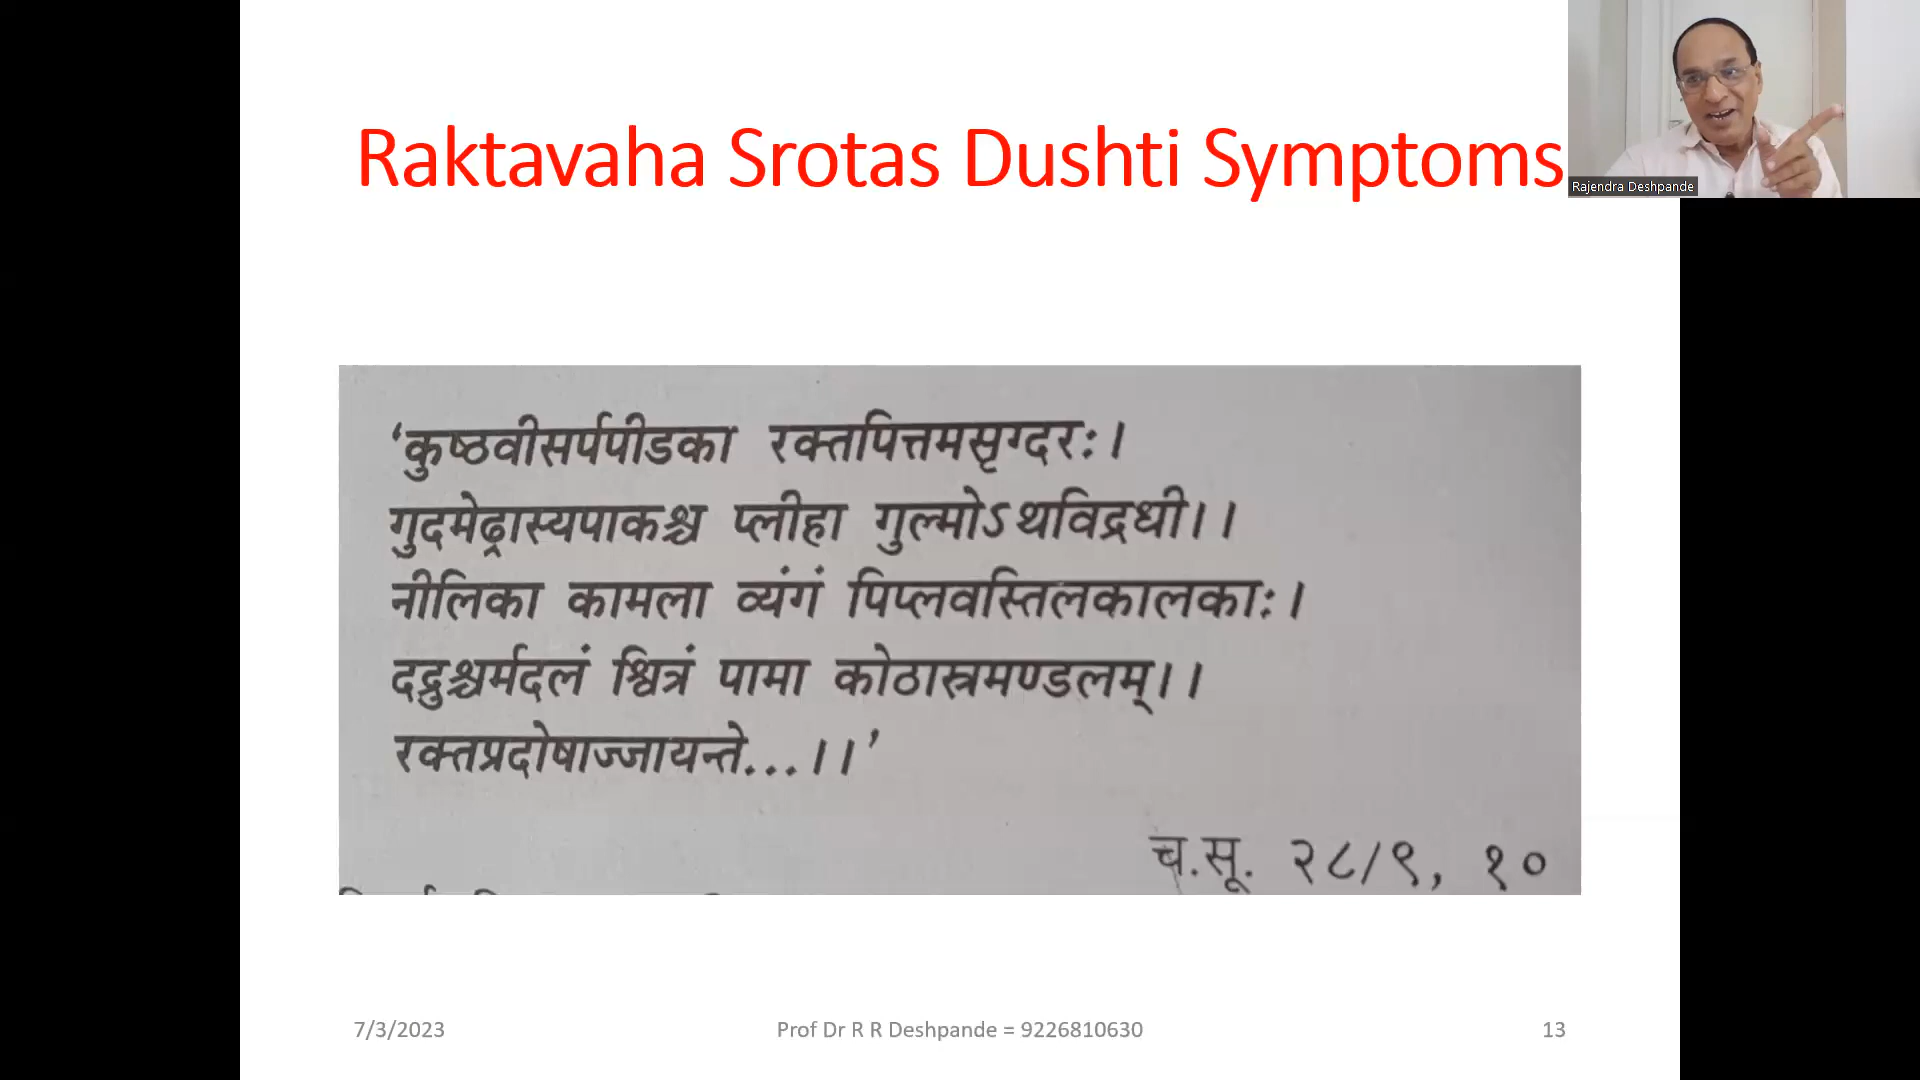 Raktavaha Srotas Dushti Symptoms
Rajendra Deshpande
‘कुष्ठवीसर्पपीडका रक्तपित्तमसृग्दरः।
गुदमेढ्रास्यपाकश्च प्लीहा गुल्मोऽथविद्रधी।।
नीलिका कामला व्यंगं पिप्लवस्तिलकालकाः।
दद्रुश्चर्मदलं श्वित्रं पामा कोठास्रमण्डलम्।।
रक्तप्रदोषाज्जायन्ते...।।’
च.सू. २८/९, १०
7/3/2023 Prof Dr R R Deshpande = 9226810630 13